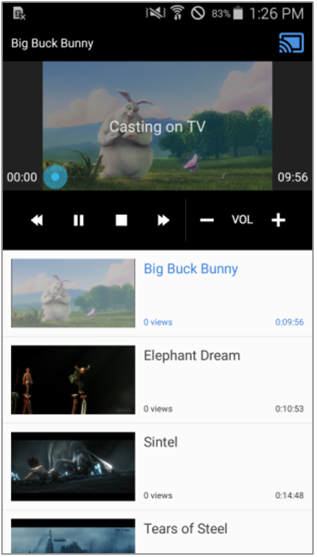 83% 1:26 PM
Big Buck Bunny
Casting on TV
00:00 09:56
VOL
Big Buck Bunny
0 views 0:09:56
Elephant Dream
0 views 0:10:53
Sintel
0 views 0:14:48
Tears of Steel